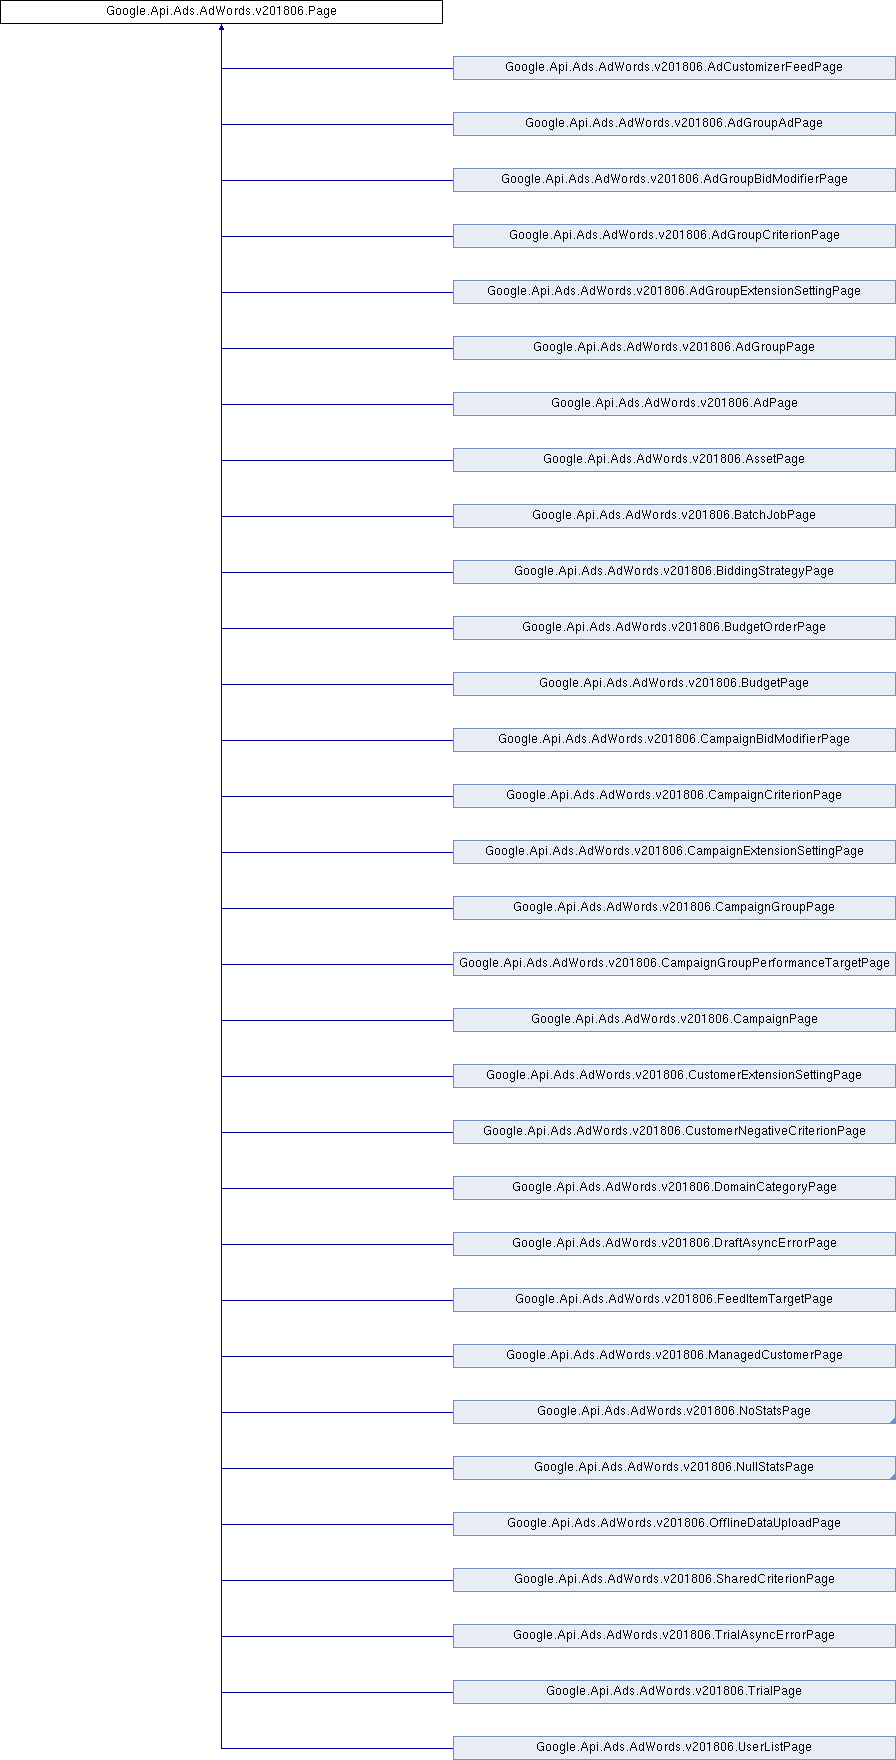 Google.Api.Ads.AdWords.v201806.Page
Google.Api.Ads.AdWords.v201806.AdCustomizerFeedPage
Google.Api.Ads.AdWords.v201806.AdGroupAdPage
Google.Api.Ads.AdWords.v201806.AdGroupBidModifierPage
Google.Api.Ads.AdWords.v201806.AdGroupCriterionPage
Google.Api.Ads.AdWords.v201806.AdGroupExtensionSettingPage
Google.Api.Ads.AdWords.v201806.AdGroupPage
Google.Api.Ads.AdWords.v201806.AdPage
Google.Api.Ads.AdWords.v201806.AssetPage
Google.Api.Ads.AdWords.v201806.BatchJobPage
Google.Api.Ads.AdWords.v201806.BiddingStrategyPage
Google.Api.Ads.AdWords.v201806.BudgetOrderPage
Google.Api.Ads.AdWords.v201806.BudgetPage
Google.Api.Ads.AdWords.v201806.CampaignBidModifierPage
Google.Api.Ads.AdWords.v201806.CampaignCriterionPage
Google.Api.Ads.AdWords.v201806.CampaignExtensionSettingPage
Google.Api.Ads.AdWords.v201806.CampaignGroupPage
Google.Api.Ads.AdWords.v201806.CampaignGroupPerformanceTargetPage
Google.Api.Ads.AdWords.v201806.CampaignPage
Google.Api.Ads.AdWords.v201806.CustomerExtensionSettingPage
Google.Api.Ads.AdWords.v201806.CustomerNegativeCriterionPage
Google.Api.Ads.AdWords.v201806.DomainCategoryPage
Google.Api.Ads.AdWords.v201806.DraftAsyncErrorPage
Google.Api.Ads.AdWords.v201806.FeedItemTargetPage
Google.Api.Ads.AdWords.v201806.ManagedCustomerPage
Google.Api.Ads.AdWords.v201806.NoStatsPage
Google.Api.Ads.AdWords.v201806.NullStatsPage
Google.Api.Ads.AdWords.v201806.OfflineDataUploadPage
Google.Api.Ads.AdWords.v201806.SharedCriterionPage
Google.Api.Ads.AdWords.v201806.TrialAsyncErrorPage
Google.Api.Ads.AdWords.v201806.TrialPage
Google.Api.Ads.AdWords.v201806.UserListPage